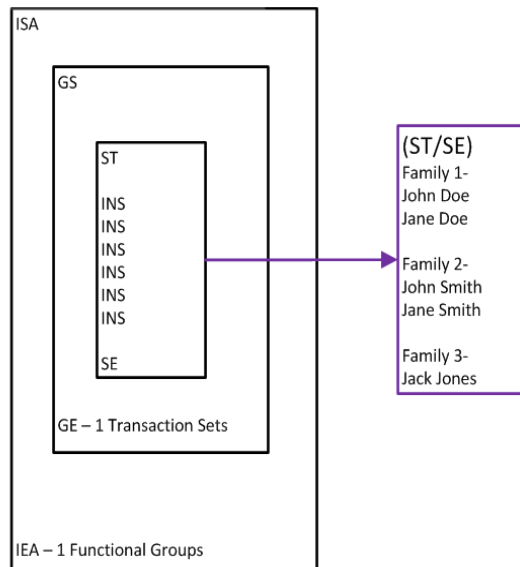 ISA
GS
ST
INS
INS
INS
INS
INS
INS
SE
GE – 1 Transaction Sets
IEA – 1 Functional Groups
(ST/SE)
Family 1-
John Doe
Jane Doe
Family 2-
John Smith
Jane Smith
Family 3-
Jack Jones